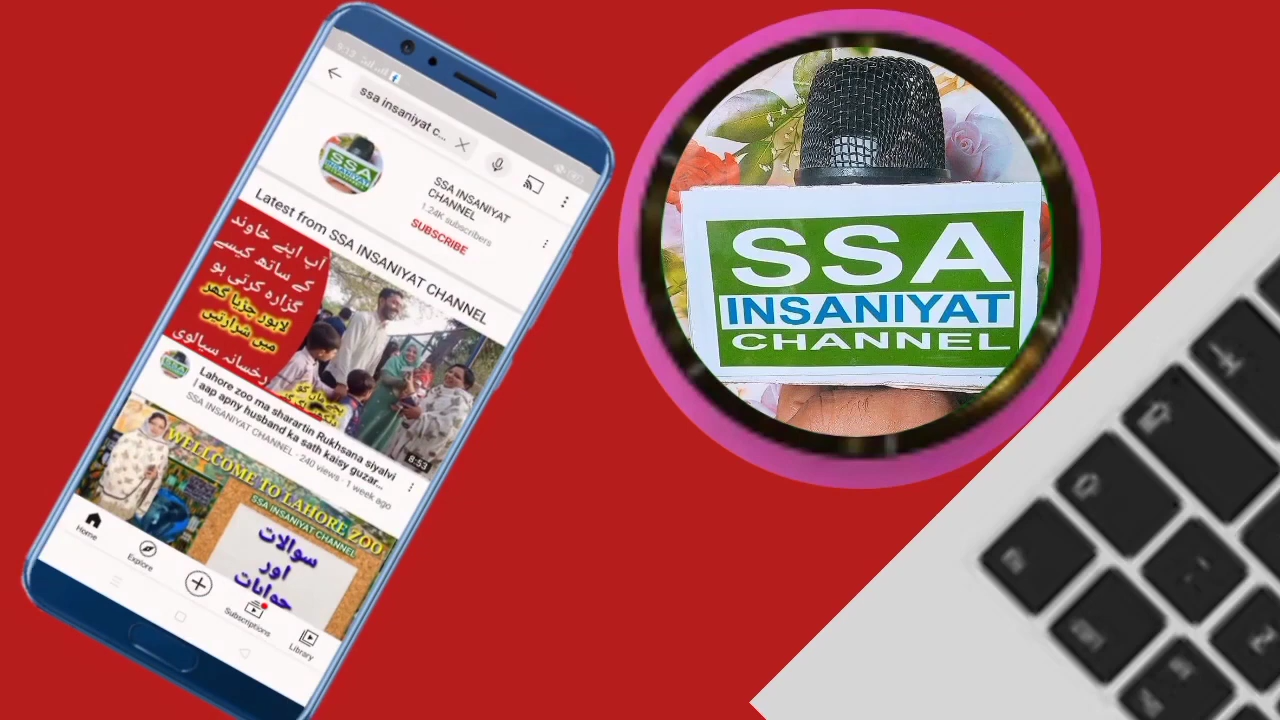 9:13
ssa insaniyat c...
SSA INSANIYAT
CHANNEL
1.24K subscribers
SUBSCRIBE
Latest from SSA INSANIYAT CHANNEL
آپ اپنے خاوند
کے ساتھ کیسے
گزارہ کرتی ہو
لاہور چڑیا گھر
میں شرارتیں
رخسانہ سیالوی
8:53
Lahore zoo ma sharartin Rukhsana siyalvi
| aap apny husband ka sath kaisy guzar...
SSA INSANIYAT CHANNEL · 240 views · 1 week ago
WELLCOME TO LAHORE ZOO
SSA INSANIYAT CHANNEL
سوالات
اور
جوابات
Home
Explore
Subscriptions
Library
SSA
INSANIYAT
CHANNEL